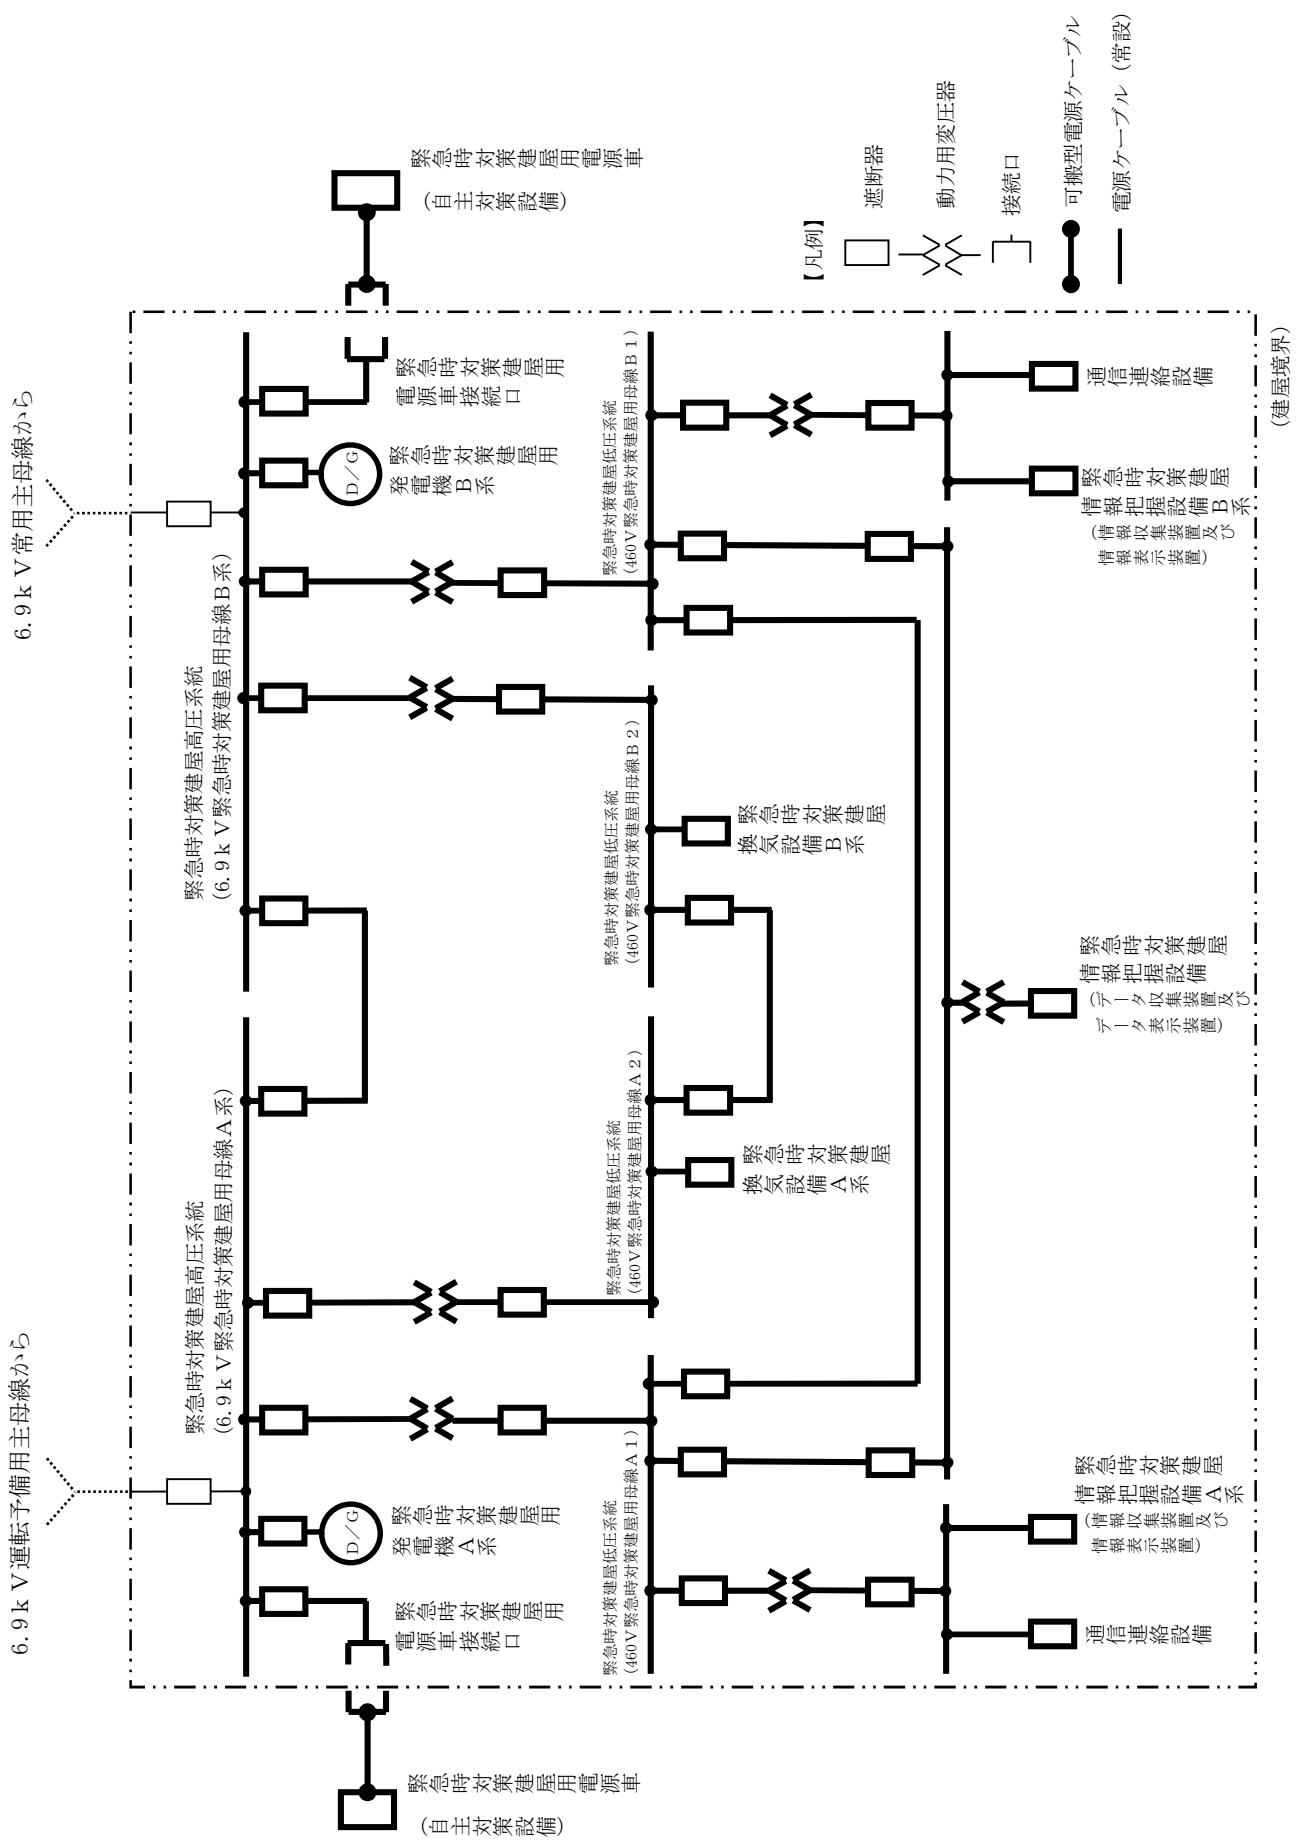 6.9ｋＶ運転予備用主母線から
6.9ｋＶ常用主母線から
緊急時対策建屋高圧系統
(6.9ｋＶ緊急時対策建屋用母線Ａ系)
緊急時対策建屋高圧系統
(6.9ｋＶ緊急時対策建屋用母線Ｂ系)
緊急時対策建屋用電源車
(自主対策設備)
緊急時対策建屋用
電源車接続口
D／G
緊急時対策建屋用
発電機Ａ系
D／G
緊急時対策建屋用
発電機Ｂ系
緊急時対策建屋用
電源車接続口
緊急時対策建屋用電源車
(自主対策設備)
緊急時対策建屋低圧系統
(460Ｖ緊急時対策建屋用母線Ａ１)
緊急時対策建屋低圧系統
(460Ｖ緊急時対策建屋用母線Ａ２)
緊急時対策建屋低圧系統
(460Ｖ緊急時対策建屋用母線Ｂ２)
緊急時対策建屋低圧系統
(460Ｖ緊急時対策建屋用母線Ｂ１)
緊急時対策建屋
換気設備Ａ系
緊急時対策建屋
換気設備Ｂ系
通信連絡設備
緊急時対策建屋
情報把握設備Ａ系
(情報収集装置及び
情報表示装置)
緊急時対策建屋
情報把握設備
(データ収集装置及び
データ表示装置)
緊急時対策建屋
情報把握設備Ｂ系
(情報収集装置及び
情報表示装置)
通信連絡設備
(建屋境界)
【凡例】
遮断器
動力用変圧器
接続口
可搬型電源ケーブル
電源ケーブル（常設）